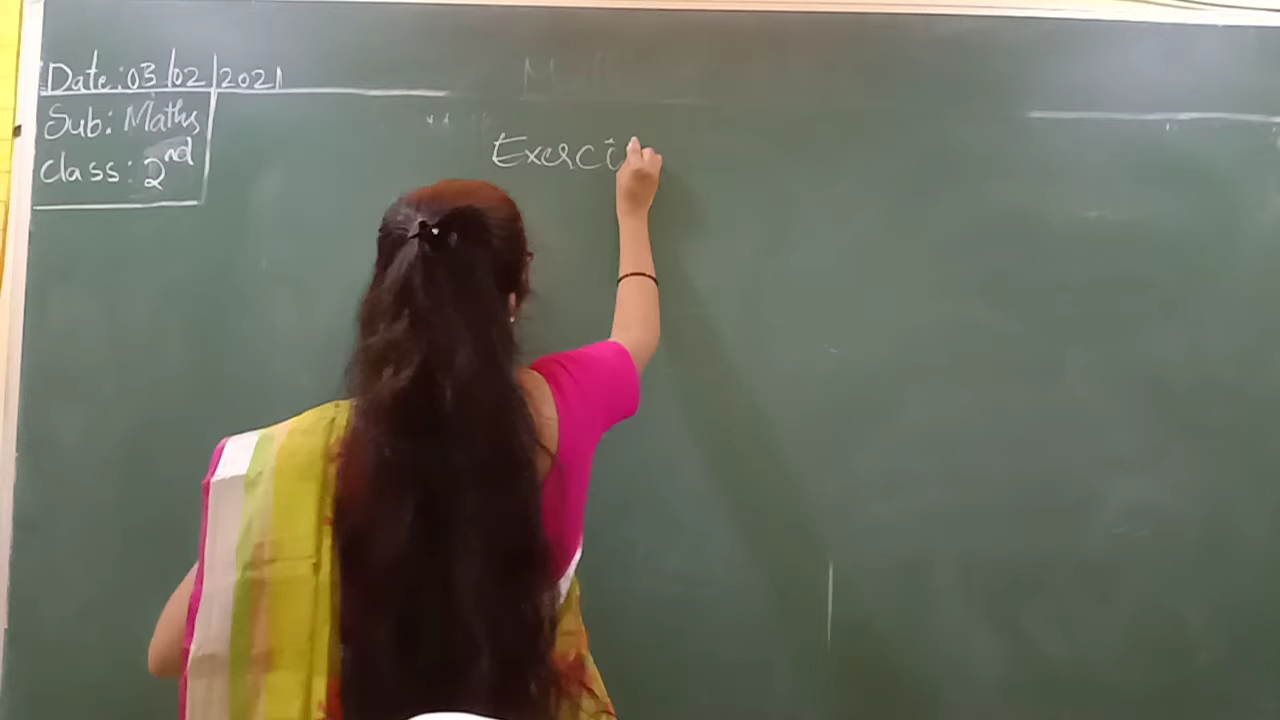 Date: 03/02/2021
Sub: Maths
Class: 2nd
Exerci